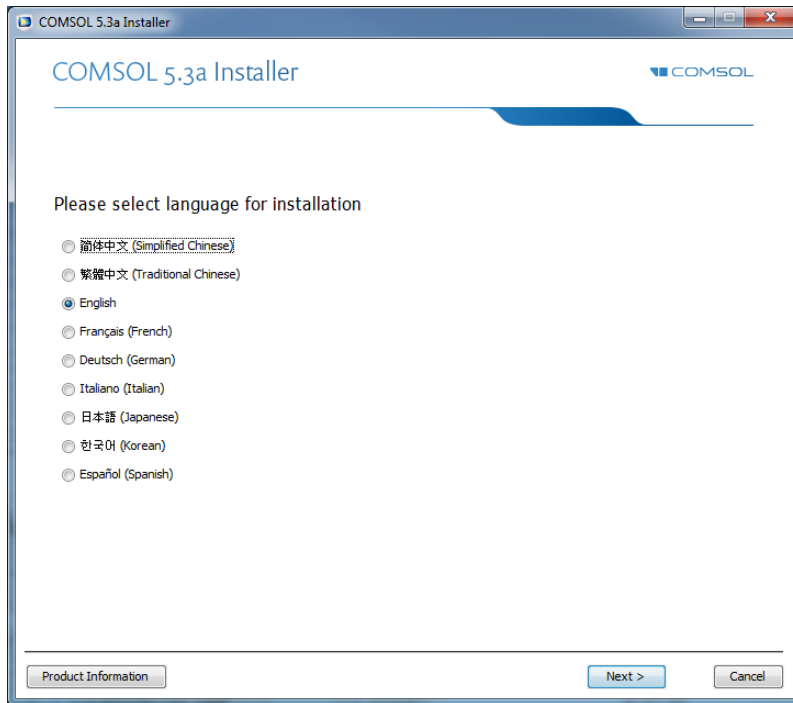 COMSOL 5.3a Installer
COMSOL 5.3a Installer
COMSOL
Please select language for installation
简体中文 (Simplified Chinese)
繁體中文 (Traditional Chinese)
English
Français (French)
Deutsch (German)
Italiano (Italian)
日本語 (Japanese)
한국어 (Korean)
Español (Spanish)
Product Information
Next >
Cancel